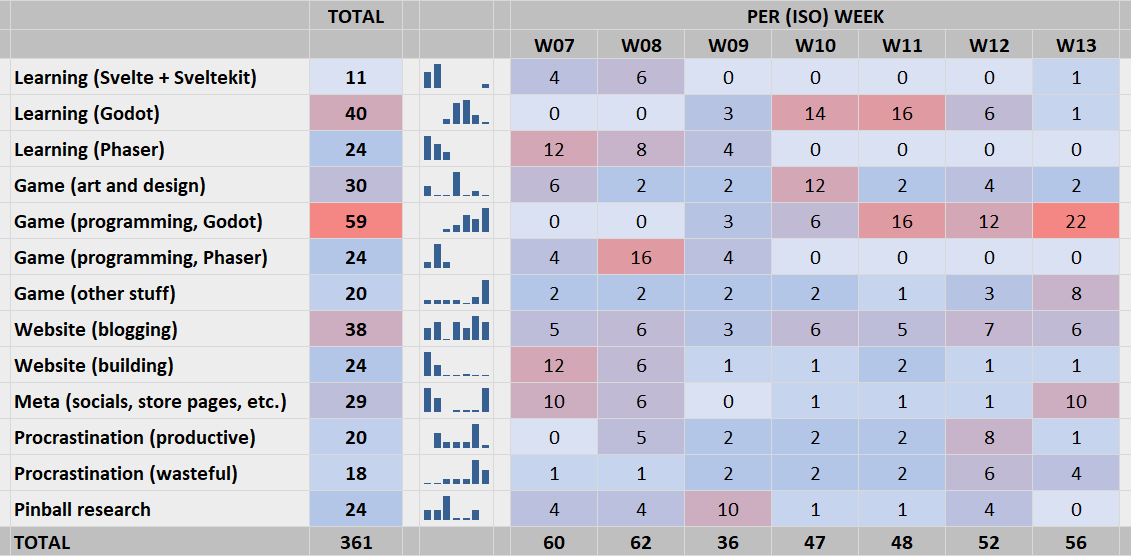 TOTAL PER (ISO) WEEK
W07 W08 W09 W10 W11 W12 W13
Learning (Svelte + Sveltekit) 11 4 6 0 0 0 0 1
Learning (Godot) 40 0 0 3 14 16 6 1
Learning (Phaser) 24 12 8 4 0 0 0 0
Game (art and design) 30 6 2 2 12 2 4 2
Game (programming, Godot) 59 0 0 3 6 16 12 22
Game (programming, Phaser) 24 4 16 4 0 0 0 0
Game (other stuff) 20 2 2 2 2 1 3 8
Website (blogging) 38 5 6 3 6 5 7 6
Website (building) 24 12 6 1 1 2 1 1
Meta (socials, store pages, etc.) 29 10 6 0 1 1 1 10
Procrastination (productive) 20 0 5 2 2 2 8 1
Procrastination (wasteful) 18 1 1 2 2 2 6 4
Pinball research 24 4 4 10 1 1 4 0
TOTAL 361 60 62 36 47 48 52 56